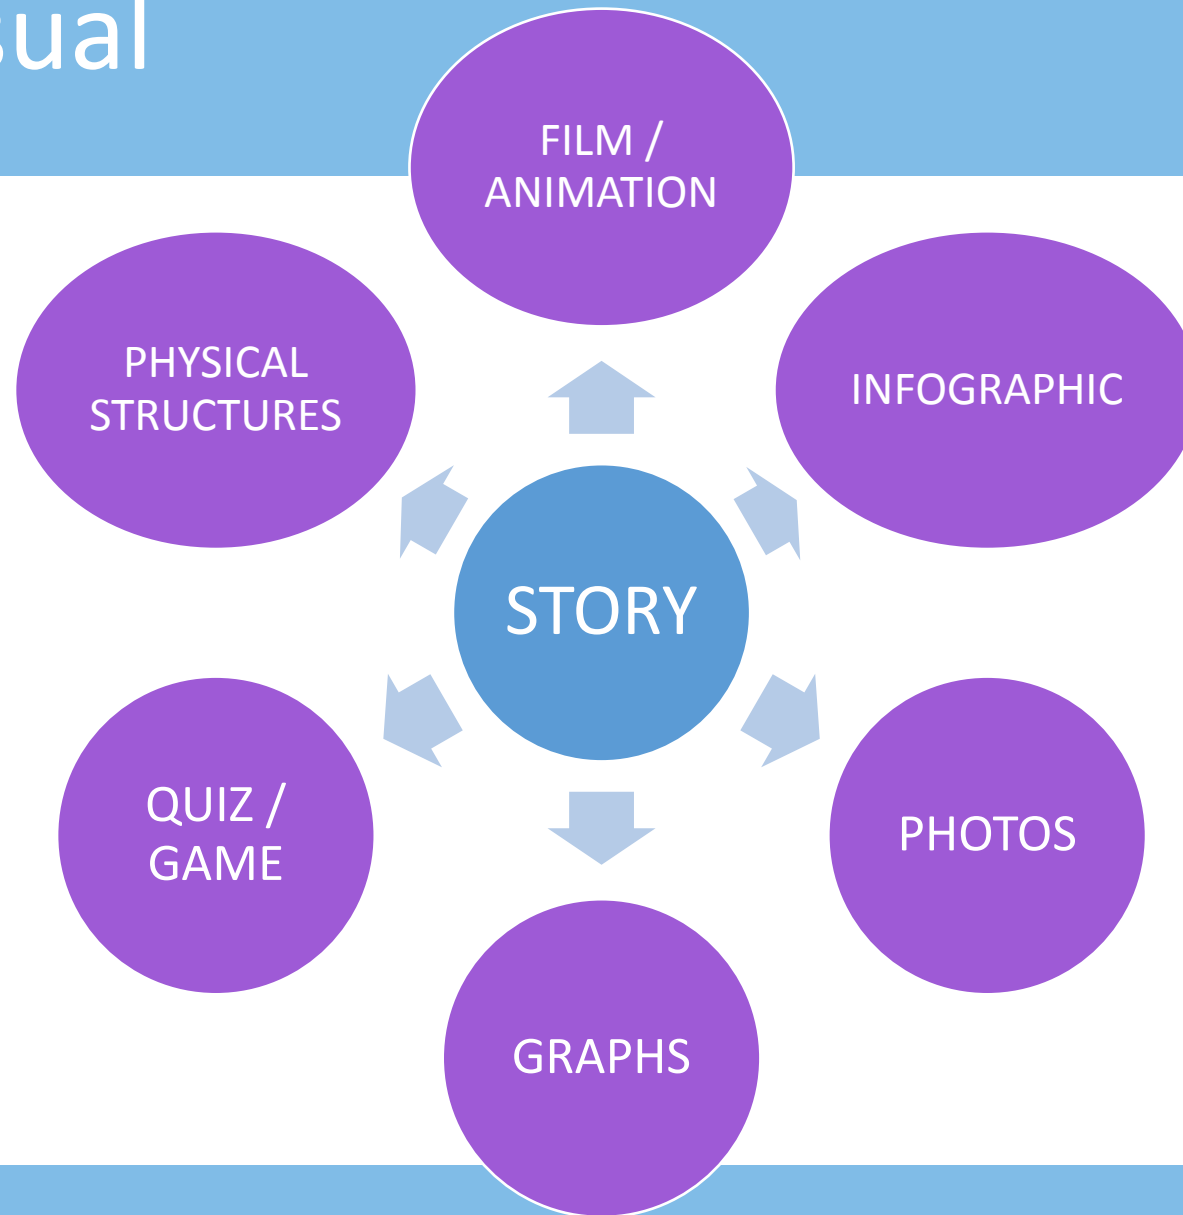 sual
FILM /
ANIMATION
PHYSICAL
STRUCTURES
INFOGRAPHIC
STORY
QUIZ /
GAME
PHOTOS
GRAPHS